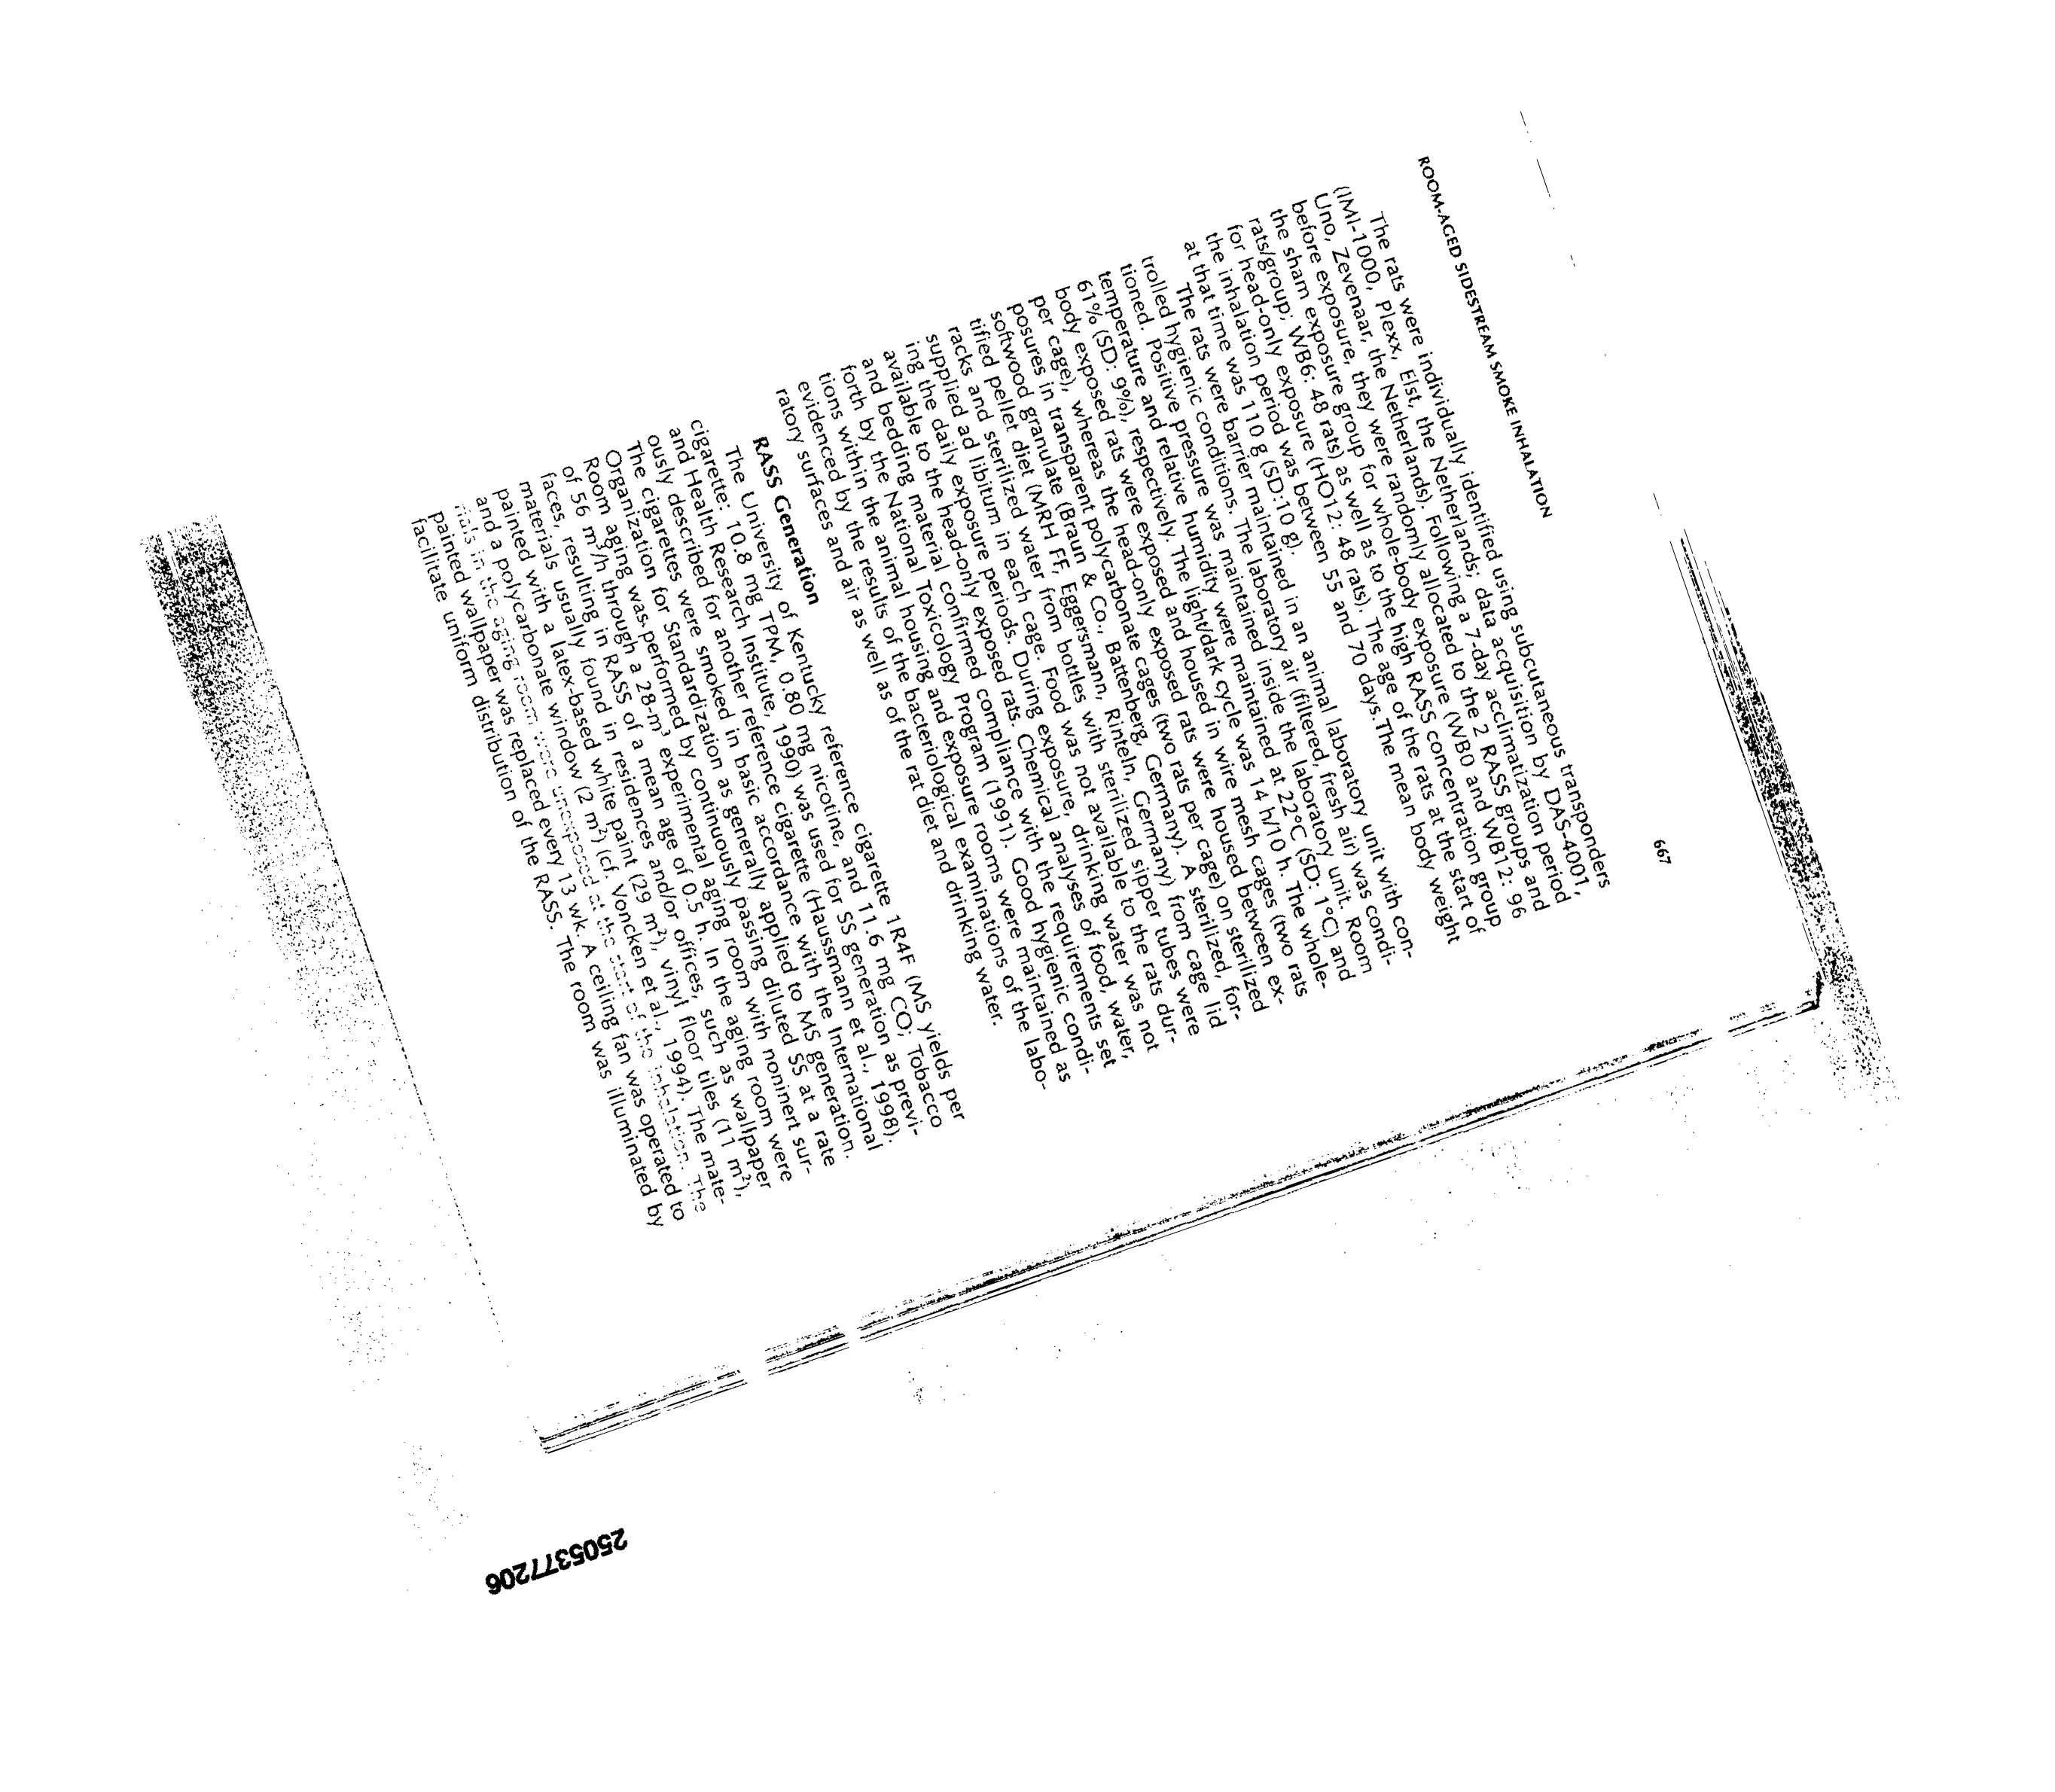 ROOM-AGED SIDESTREAM SMOKE INHALATION 667
The rats were individually identified using subcutaneous transponders
(IMI-1000, Plexx, Elst, the Netherlands; data acquisition by DAS-4001,
Uno, Zevenaar, the Netherlands). Following a 7-day acclimatization period
before exposure, they were randomly allocated to the 2 RASS groups and
the sham exposure group for whole-body exposure (WB0 and WB12: 96
rats/group; WB6: 48 rats) as well as to the high RASS concentration group
for head-only exposure (HO12: 48 rats). The age of the rats at the start of
the inhalation period was between 55 and 70 days.The mean body weight
at that time was 110 g (SD:10 g).
The rats were barrier maintained in an animal laboratory unit with con-
trolled hygienic conditions. The laboratory air (filtered, fresh air) was condi-
tioned. Positive pressure was maintained inside the laboratory unit. Room
temperature and relative humidity were maintained at 22°C (SD: 1°C) and
61% (SD: 9%), respectively. The light/dark cycle was 14 h/10 h. The whole-
body exposed rats were exposed and housed in wire mesh cages (two rats
per cage), whereas the head-only exposed rats were housed between ex-
posures in transparent polycarbonate cages (two rats per cage) on sterilized
softwood granulate (Braun & Co., Battenberg, Germany). A sterilized, for-
tified pellet diet (MRH FF, Eggersmann, Rinteln, Germany) from cage lid
racks and sterilized water from bottles with sterilized sipper tubes were
supplied ad libitum in each cage. Food was not available to the rats dur-
ing the daily exposure periods. During exposure, drinking water was not
available to the head-only exposed rats. Chemical analyses of food, water,
and bedding material confirmed compliance with the requirements set
forth by the National Toxicology Program (1991). Good hygienic condi-
tions within the animal housing and exposure rooms were maintained as
evidenced by the results of the bacteriological examinations of the labo-
ratory surfaces and air as well as of the rat diet and drinking water.
RASS Generation
The University of Kentucky reference cigarette 1R4F (MS yields per
cigarette: 10.8 mg TPM, 0.80 mg nicotine, and 11.6 mg CO; Tobacco
and Health Research Institute, 1990) was used for SS generation as previ-
ously described for another reference cigarette (Haussmann et al., 1998).
The cigarettes were smoked in basic accordance with the International
Organization for Standardization as generally applied to MS generation.
Room aging was performed by continuously passing diluted SS at a rate
of 56 m³/h through a 28-m³ experimental aging room with noninert sur-
faces, resulting in RASS of a mean age of 0.5 h. In the aging room were
materials usually found in residences and/or offices, such as wallpaper
painted with a latex-based white paint (29 m²), vinyl floor tiles (11 m²),
and a polycarbonate window (2 m²) (cf. Voncken et al., 1994). The mate-
rials in the aging room were unexposed at the start of the inhalation. The
painted wallpaper was replaced every 13 wk. A ceiling fan was operated to
facilitate uniform distribution of the RASS. The room was illuminated by
2505377206